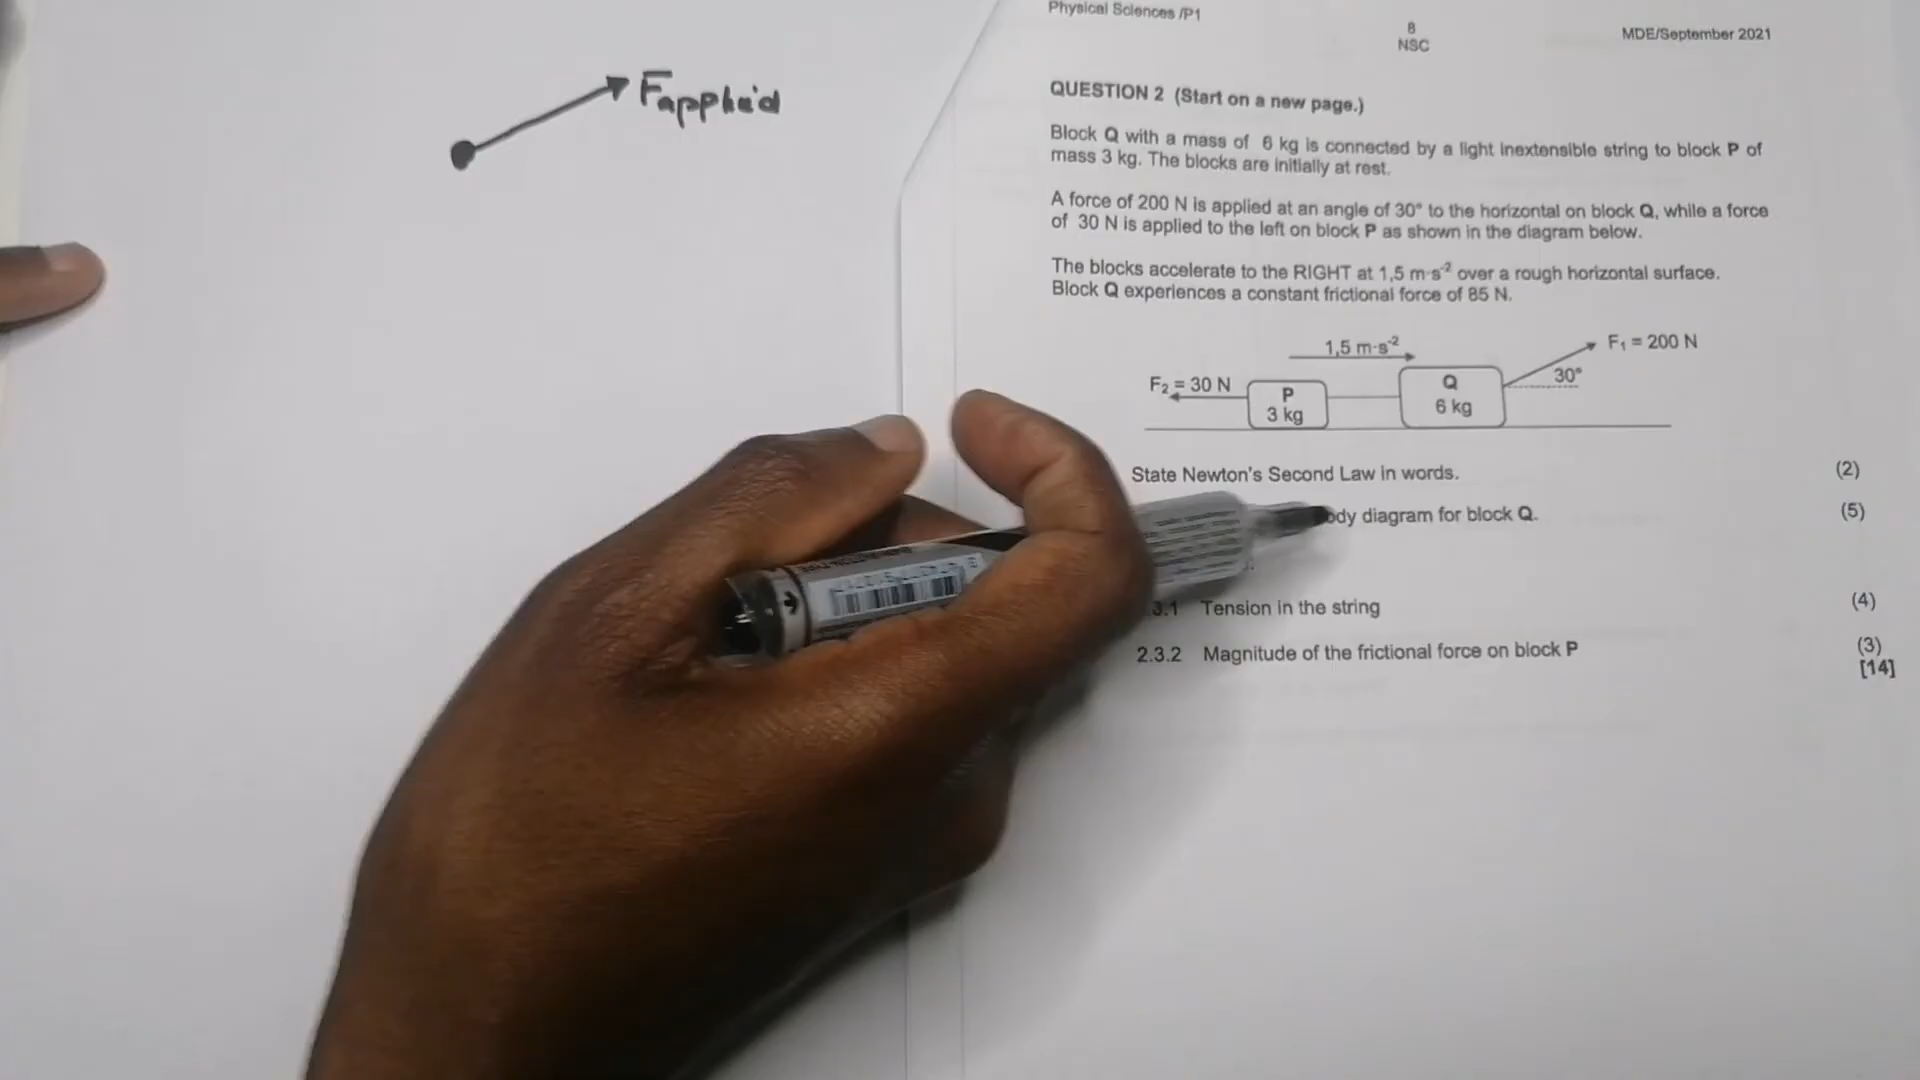 Fapplied
Physical Sciences /P1
8
NSC
MDE/September 2021
QUESTION 2 (Start on a new page.)
Block Q with a mass of 6 kg is connected by a light inextensible string to block P of
mass 3 kg. The blocks are initially at rest.
A force of 200 N is applied at an angle of 30° to the horizontal on block Q, while a force
of 30 N is applied to the left on block P as shown in the diagram below.
The blocks accelerate to the RIGHT at 1,5 m·s⁻² over a rough horizontal surface.
Block Q experiences a constant frictional force of 85 N.
1,5 m·s⁻²
F₁ = 200 N
30°
F₂ = 30 N
P
3 kg
Q
6 kg
State Newton's Second Law in words. (2)
ody diagram for block Q. (5)
3.1 Tension in the string (4)
2.3.2 Magnitude of the frictional force on block P (3)
[14]